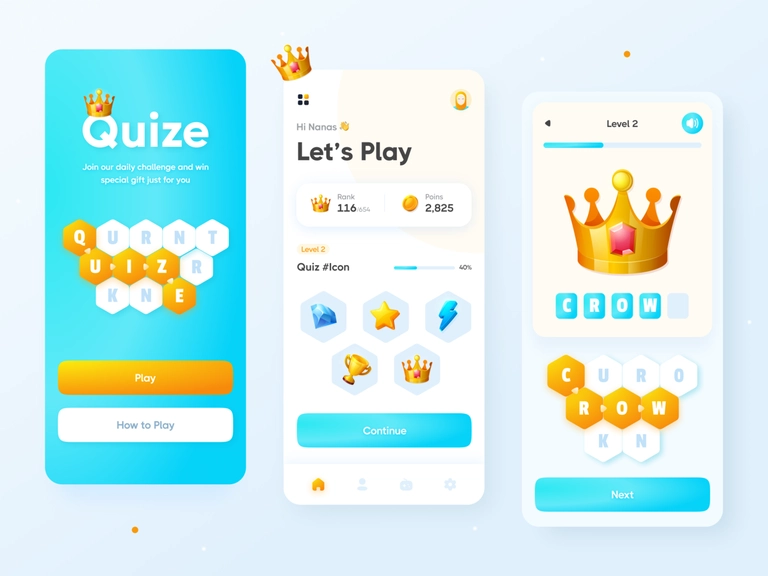 Quize
Join our daily challenge and win
special gift just for you
Q U R N T
U I Z R
K N E
Play
How to Play
Hi Nanas 👋
Let's Play
Rank
116/654
Poins
2,825
Level 2
Quiz #Icon
40%
Continue
Level 2
C R O W
C U R O
R O W
K N
Next